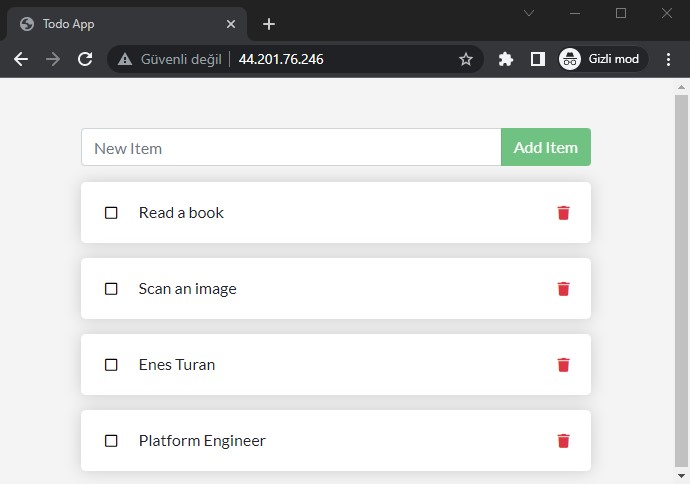 Todo App
Güvenli değil
44.201.76.246
Gizli mod
New Item
Add Item
Read a book
Scan an image
Enes Turan
Platform Engineer